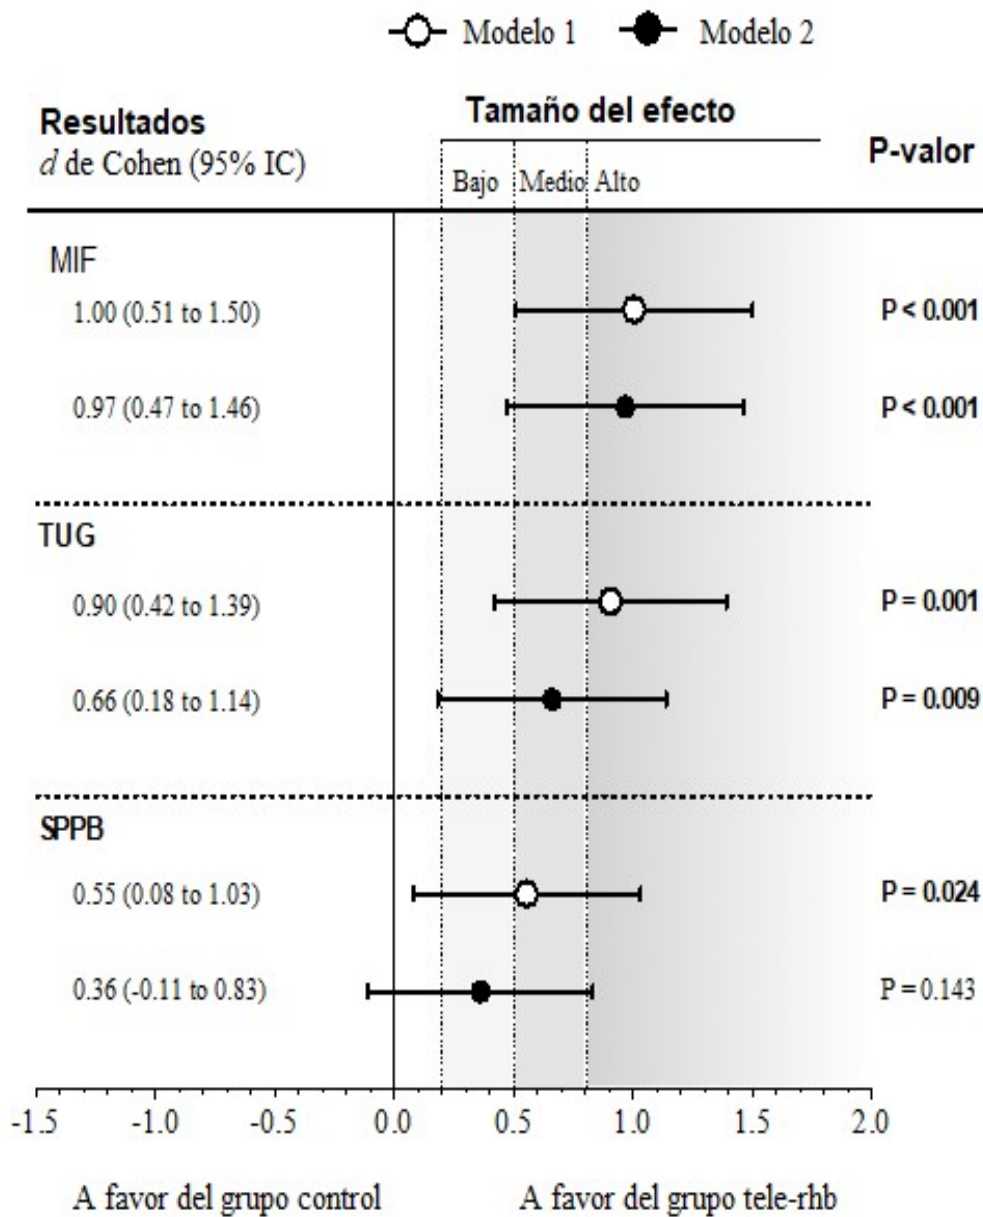 Modelo 1 Modelo 2
Resultados
d de Cohen (95% IC)
Tamaño del efecto
Bajo Medio Alto
P-valor
MIF
1.00 (0.51 to 1.50) P < 0.001
0.97 (0.47 to 1.46) P < 0.001
TUG
0.90 (0.42 to 1.39) P = 0.001
0.66 (0.18 to 1.14) P = 0.009
SPPB
0.55 (0.08 to 1.03) P = 0.024
0.36 (-0.11 to 0.83) P = 0.143
-1.5 -1.0 -0.5 0.0 0.5 1.0 1.5 2.0
A favor del grupo control A favor del grupo tele-rhb